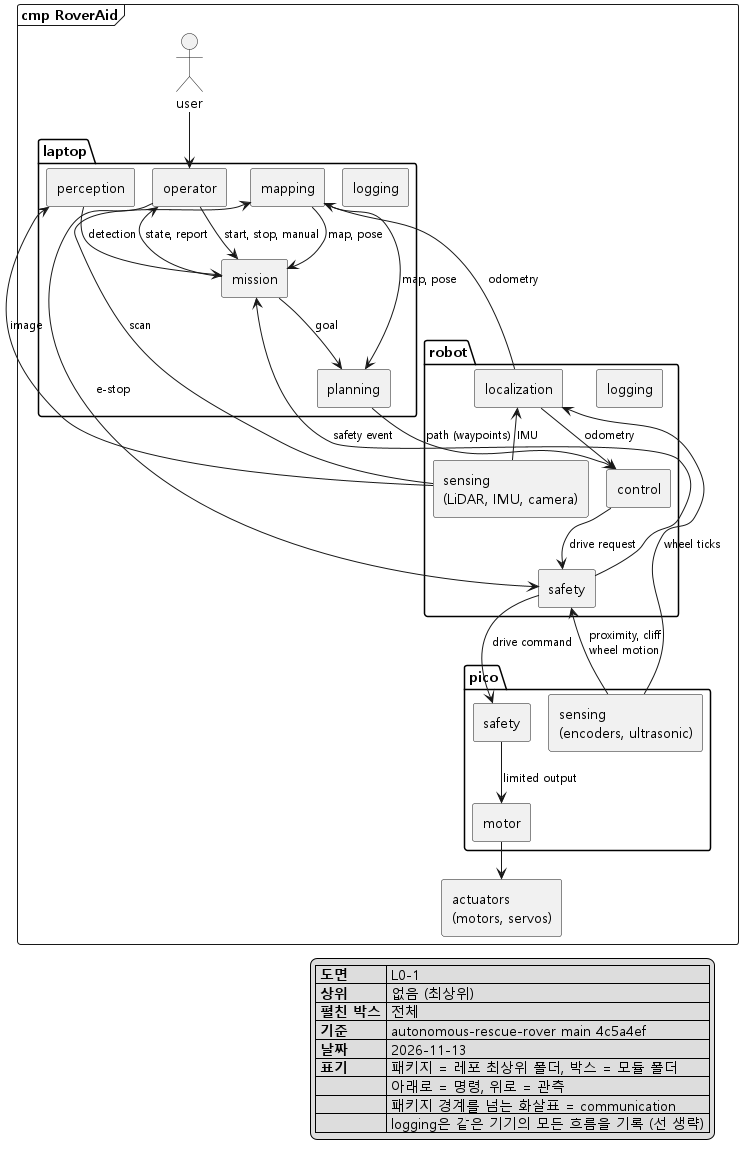 cmp RoverAid
user
laptop
perception
operator
mapping
logging
detection
state, report
start, stop, manual
map, pose
mission
map, pose
odometry
image
scan
goal
robot
planning
localization
logging
e-stop
safety event
path (waypoints)
IMU
odometry
sensing
(LiDAR, IMU, camera)
control
drive request
wheel ticks
safety
drive command
proximity, cliff
wheel motion
pico
safety
sensing
(encoders, ultrasonic)
limited output
motor
actuators
(motors, servos)
도면 L0-1
상위 없음 (최상위)
펼친 박스 전체
기준 autonomous-rescue-rover main 4c5a4ef
날짜 2026-11-13
표기 패키지 = 레포 최상위 폴더, 박스 = 모듈 폴더
아래로 = 명령, 위로 = 관측
패키지 경계를 넘는 화살표 = communication
logging은 같은 기기의 모든 흐름을 기록 (선 생략)